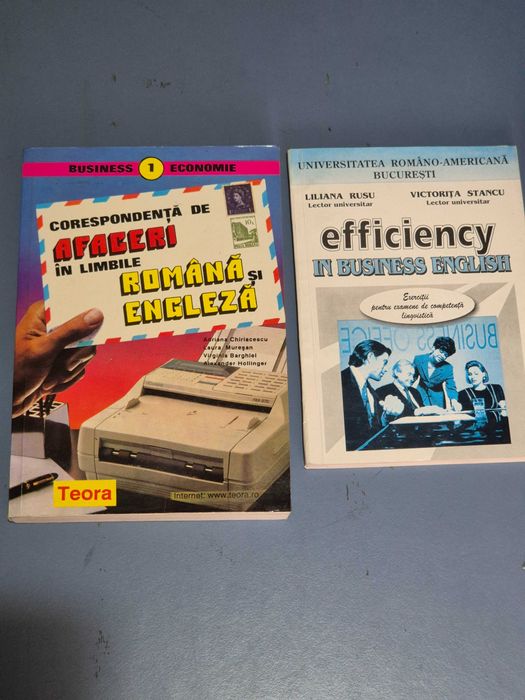 BUSINESS 1 ECONOMIE
CORESPONDENȚĂ DE
AFACERI
ÎN LIMBILE
ROMÂNĂ ȘI
ENGLEZĂ
Adriana Chiriacescu
Laura Mureșan
Virginia Barghiel
Alexander Hollinger
Teora
Internet: www.teora.ro
UNIVERSITATEA ROMÂNO-AMERICANĂ
BUCUREȘTI
LILIANA RUSU
Lector universitar
VICTORIȚA STANCU
Lector universitar
efficiency
IN BUSINESS ENGLISH
Exerciții
pentru examene de competență
lingvistică
BUSINESS OFFICE